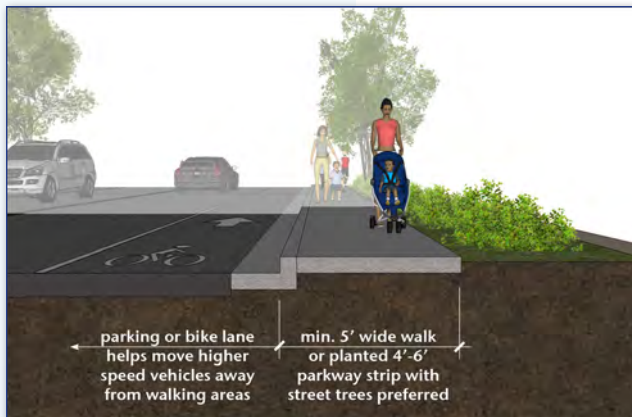 parking or bike lane
helps move higher
speed vehicles away
from walking areas
min. 5’ wide walk
or planted 4’-6’
parkway strip with
street trees preferred